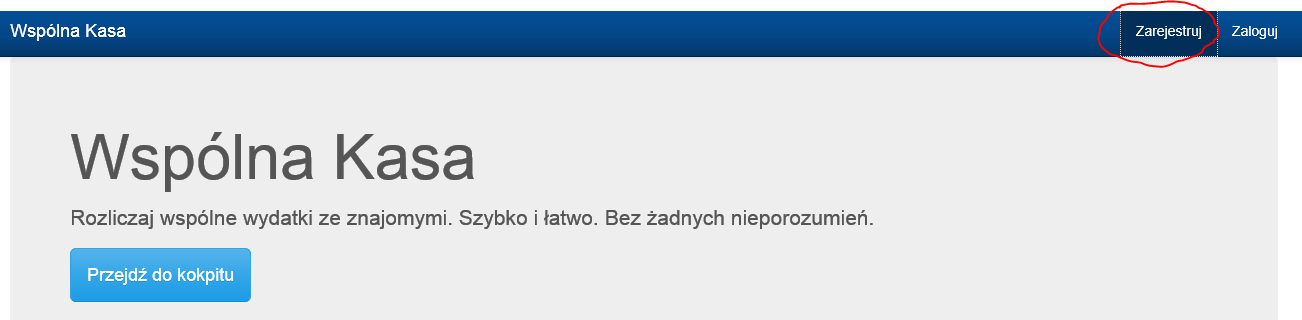 Wspólna Kasa
Zarejestruj
Zaloguj
Wspólna Kasa
Rozliczaj wspólne wydatki ze znajomymi. Szybko i łatwo. Bez żadnych nieporozumień.
Przejdź do kokpitu